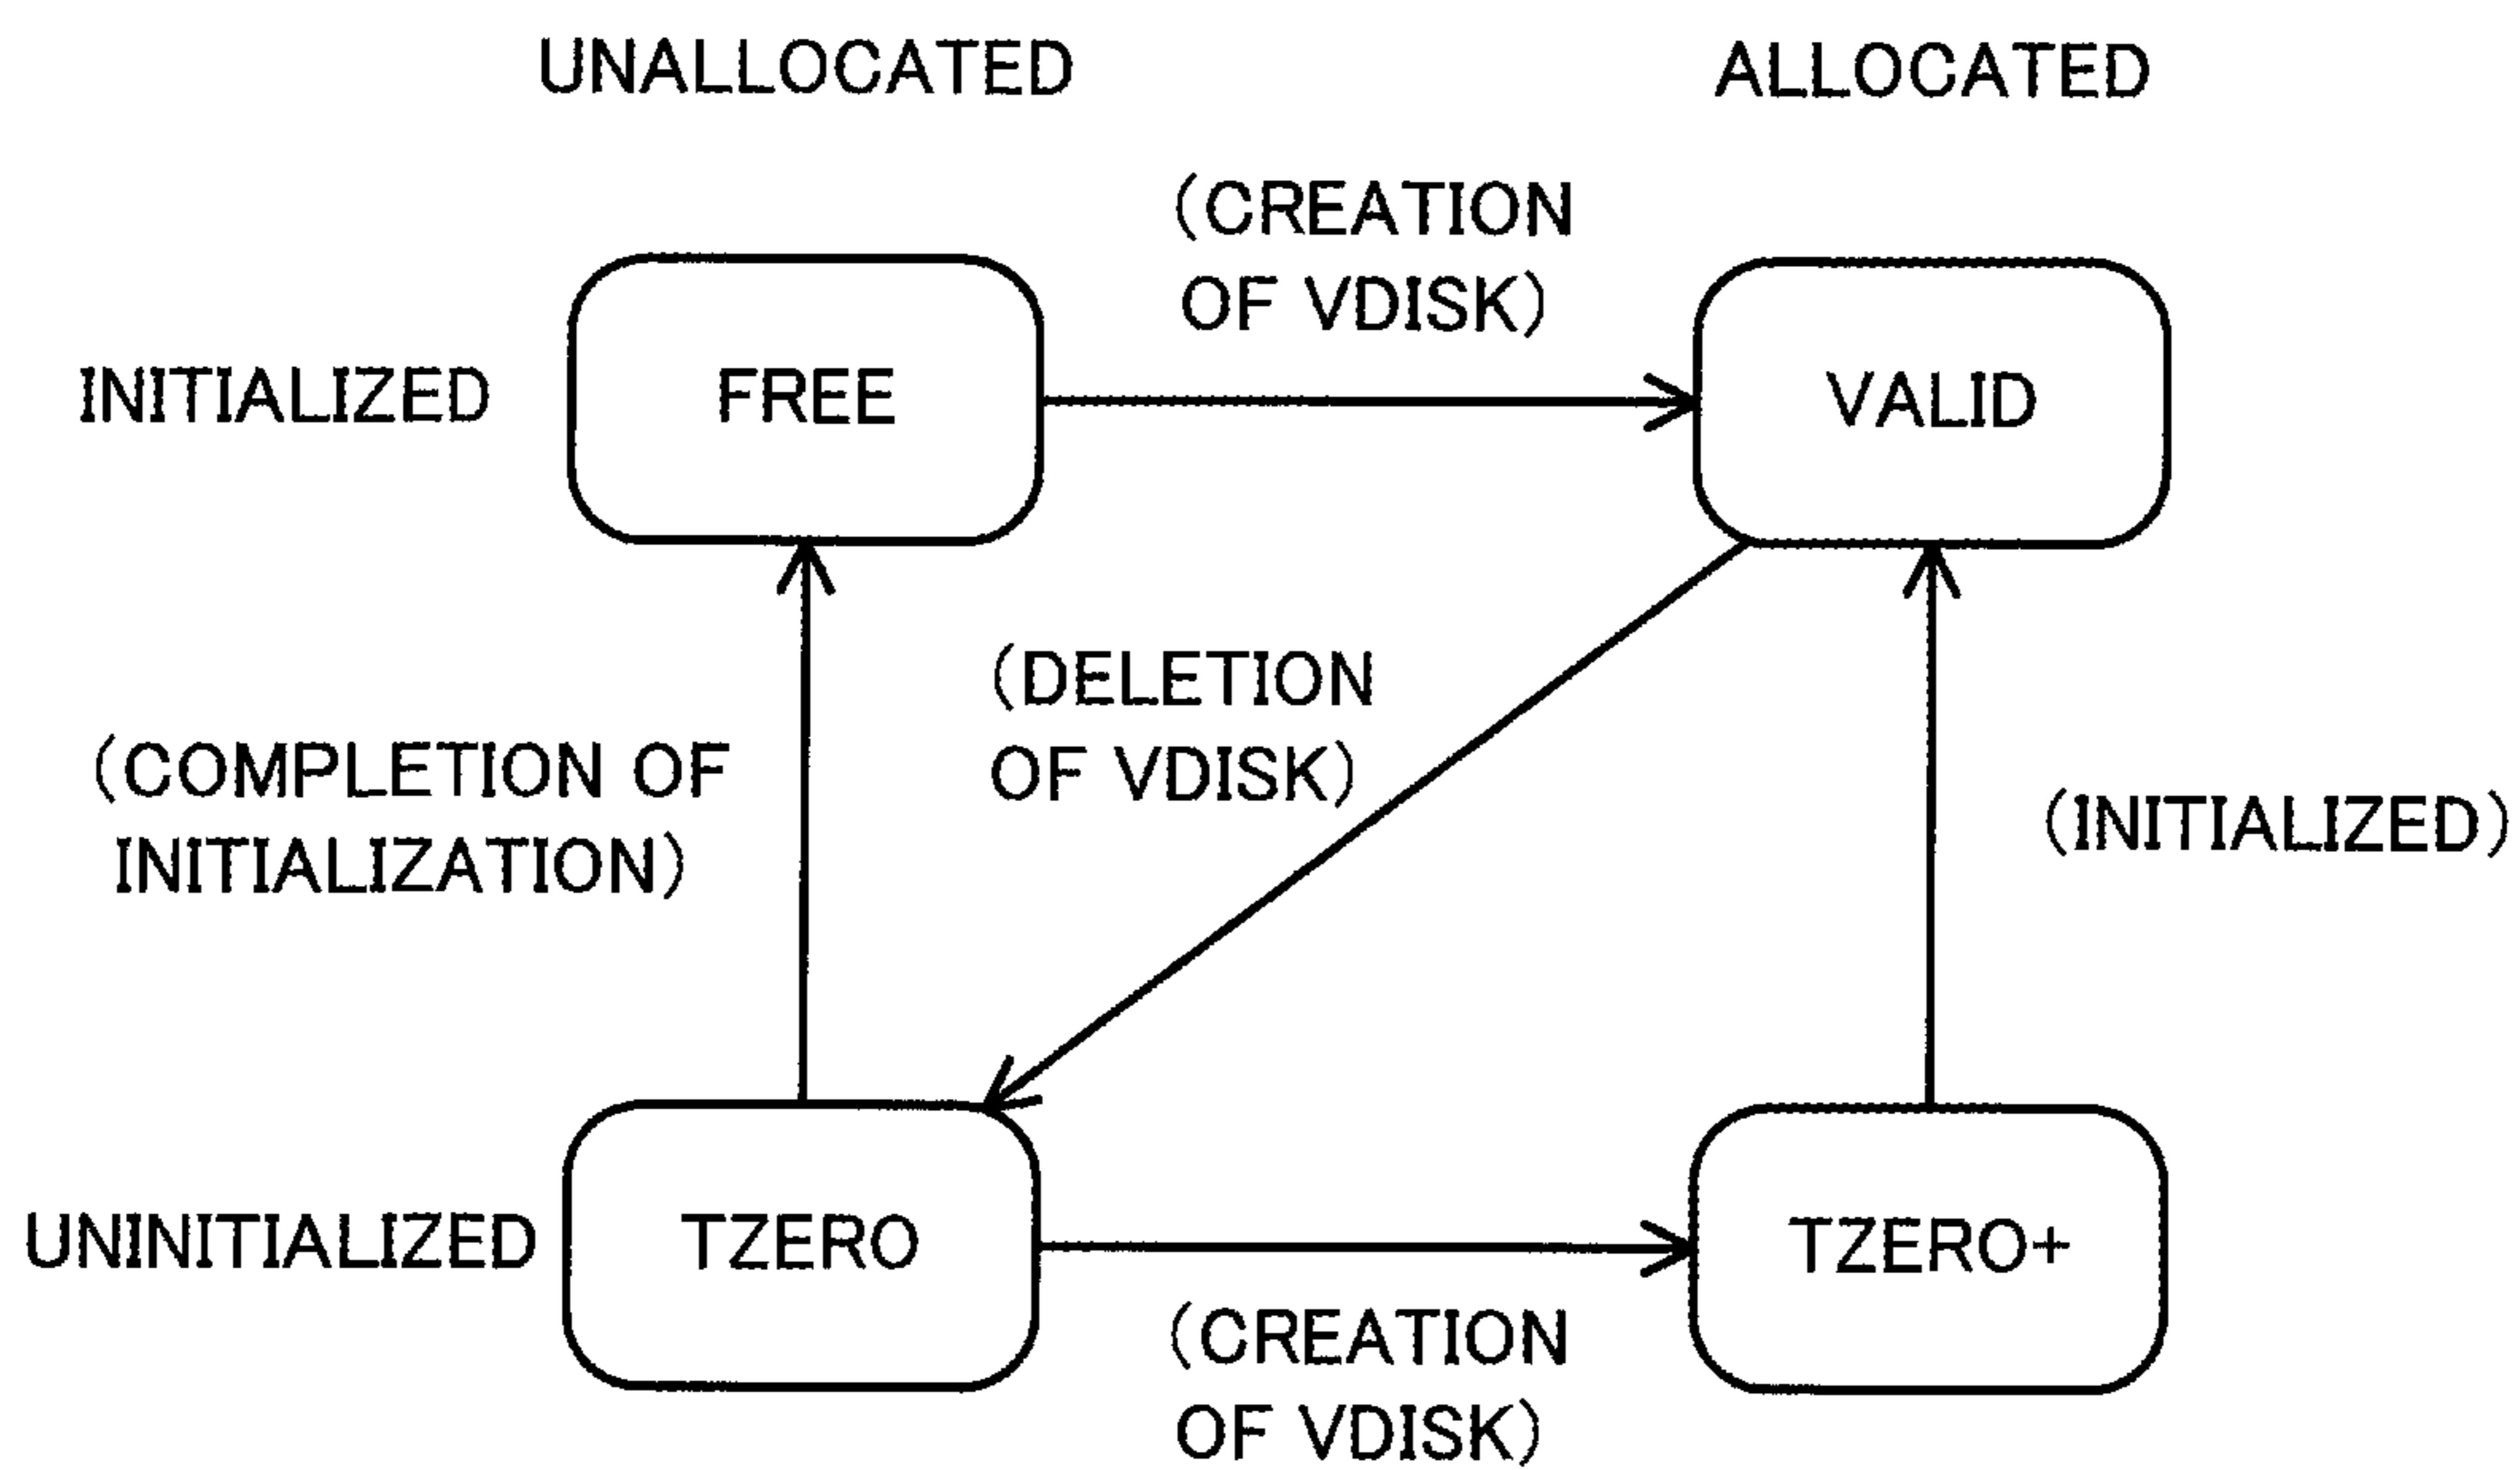 UNALLOCATED
ALLOCATED
(CREATION
OF VDISK)
INITIALIZED
FREE
VALID
(DELETION
OF VDISK)
(COMPLETION OF
INITIALIZATION)
(INITIALIZED)
UNINITIALIZED
TZERO
TZERO+
(CREATION
OF VDISK)